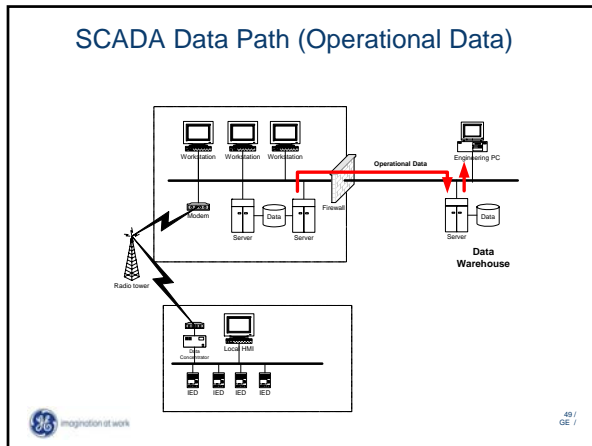 SCADA Data Path (Operational Data)
Workstation Workstation Workstation
Operational Data
Engineering PC
Modem
Data
Firewall
Data
Server Server
Server
Data
Warehouse
Radio tower
Data
Concentrator
Local HMI
IED IED IED IED
imagination at work
49 /
GE /